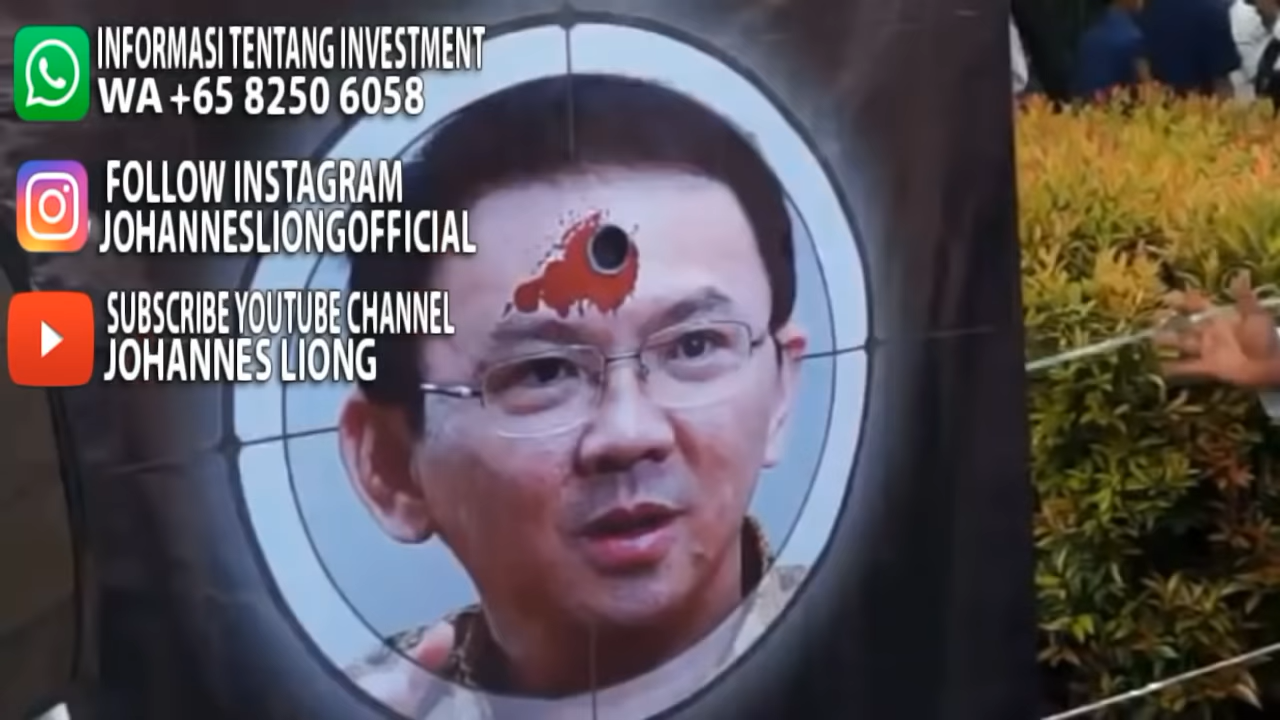 INFORMASI TENTANG INVESTMENT
WA +65 8250 6058
FOLLOW INSTAGRAM
JOHANNESLIONGOFFICIAL
SUBSCRIBE YOUTUBE CHANNEL
JOHANNES LIONG